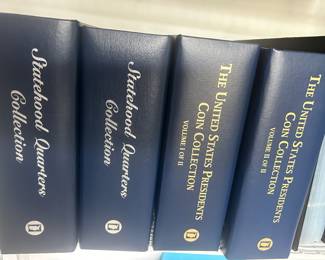 Statehood Quarters
Collection
Statehood Quarters
Collection
THE UNITED STATES PRESIDENTS
COIN COLLECTION
VOLUME I OF II
THE UNITED STATES PRESIDENTS
COIN COLLECTION
VOLUME II OF II